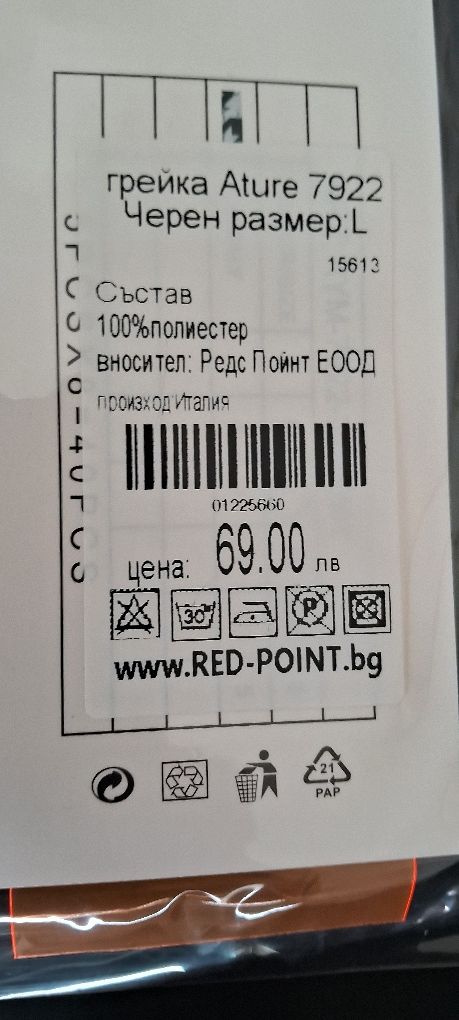 грейка Ature 7922
Черен размер:L
15613
Състав
100%полиестер
вносител: Редс Пойнт ЕООД
произход Италия
01225660
цена: 69.00 лв
30°
P
www.RED-POINT.bg
21
PAP